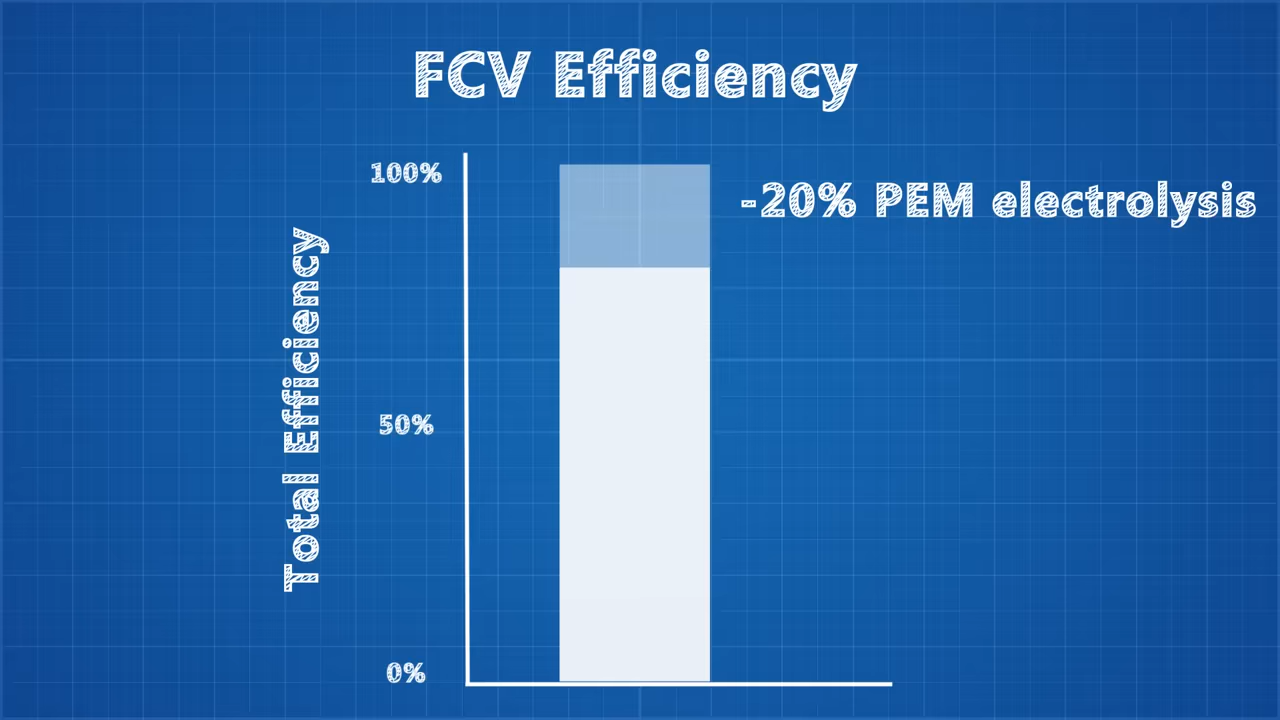 FCV Efficiency
100%
-20% PEM electrolysis
Total Efficiency
50%
0%